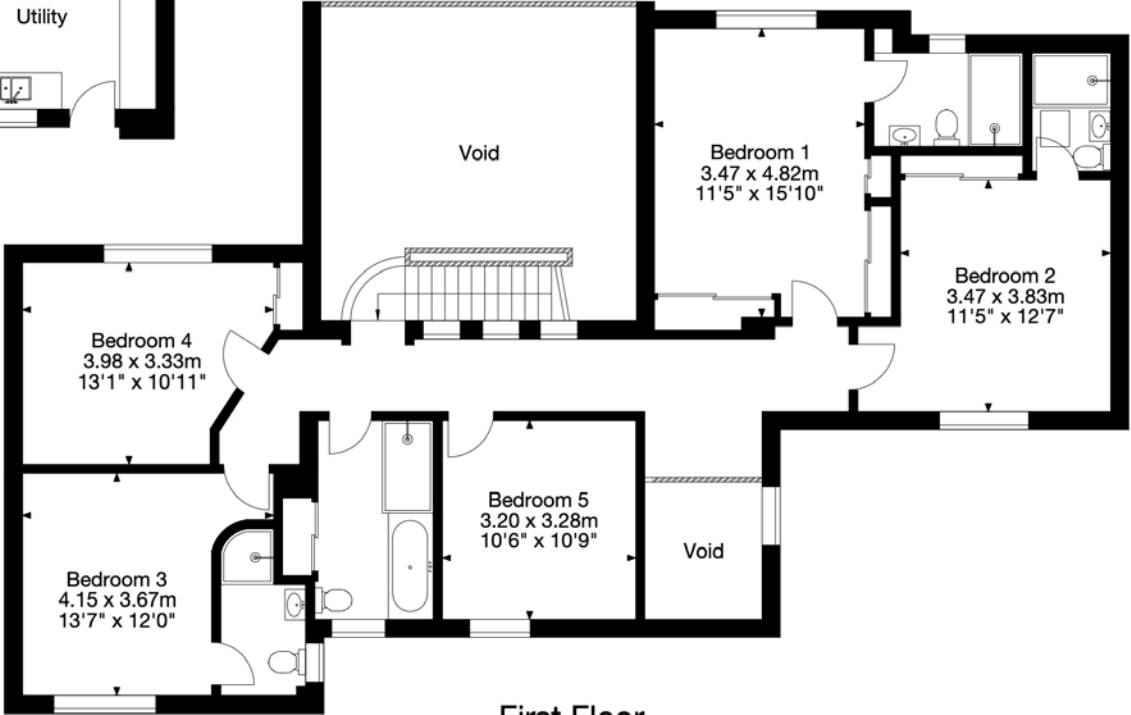 Utility
Void
Bedroom 1
3.47 x 4.82m
11'5" x 15'10"
Bedroom 2
3.47 x 3.83m
11'5" x 12'7"
Bedroom 4
3.98 x 3.33m
13'1" x 10'11"
Bedroom 5
3.20 x 3.28m
10'6" x 10'9"
Void
Bedroom 3
4.15 x 3.67m
13'7" x 12'0"
First Floor